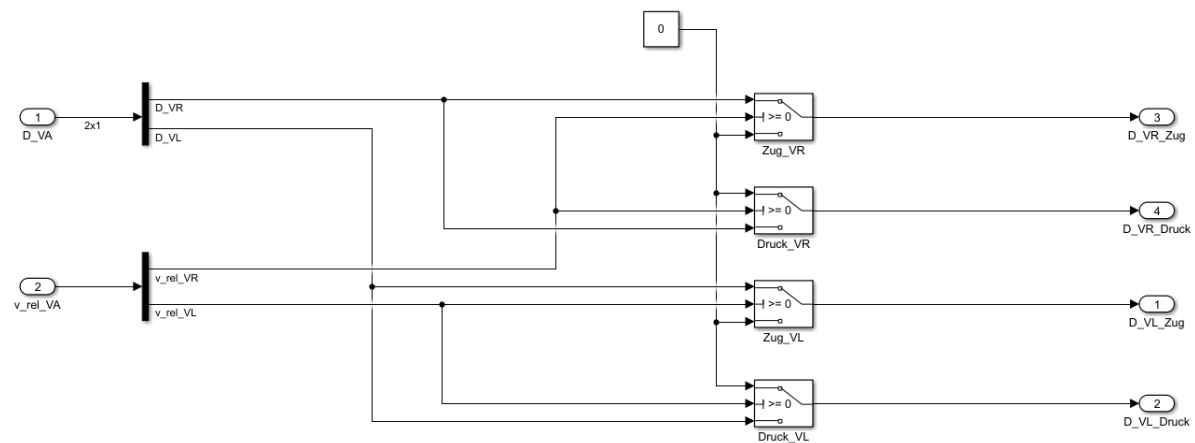 0
1
D_VA
2x1
D_VR
D_VL
>= 0
Zug_VR
3
D_VR_Zug
>= 0
Druck_VR
4
D_VR_Druck
2
v_rel_VA
v_rel_VR
v_rel_VL
>= 0
Zug_VL
1
D_VL_Zug
>= 0
Druck_VL
2
D_VL_Druck